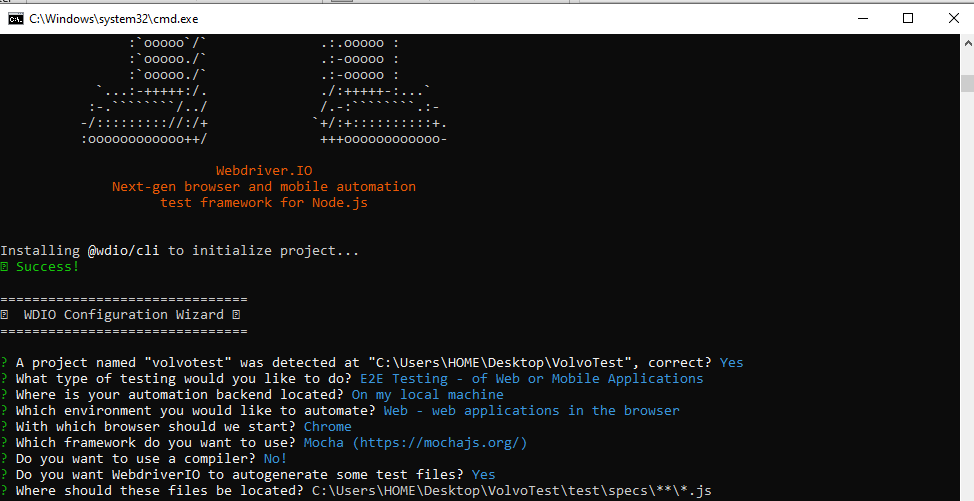 C:\Windows\system32\cmd.exe
:`ooooo`/`                .:.ooooo :
:`ooooo./`                .:-ooooo :
:`ooooo./`                .:-ooooo :
`...:-+++++:/.              ./:+++++-:...`
:-.````````/../              /.-:````````.:-
-/:::::::::://:/+             `+/:+::::::::::+.
:oooooooooooo++/              +++oooooooooooo-
Webdriver.IO
Next-gen browser and mobile automation
test framework for Node.js
Installing @wdio/cli to initialize project...
Success!
===============================
WDIO Configuration Wizard
===============================
? A project named "volvotest" was detected at "C:\Users\HOME\Desktop\VolvoTest", correct? Yes
? What type of testing would you like to do? E2E Testing - of Web or Mobile Applications
? Where is your automation backend located? On my local machine
? Which environment you would like to automate? Web - web applications in the browser
? With which browser should we start? Chrome
? Which framework do you want to use? Mocha (https://mochajs.org/)
? Do you want to use a compiler? No!
? Do you want WebdriverIO to autogenerate some test files? Yes
? Where should these files be located? C:\Users\HOME\Desktop\VolvoTest\test\specs\**\*.js